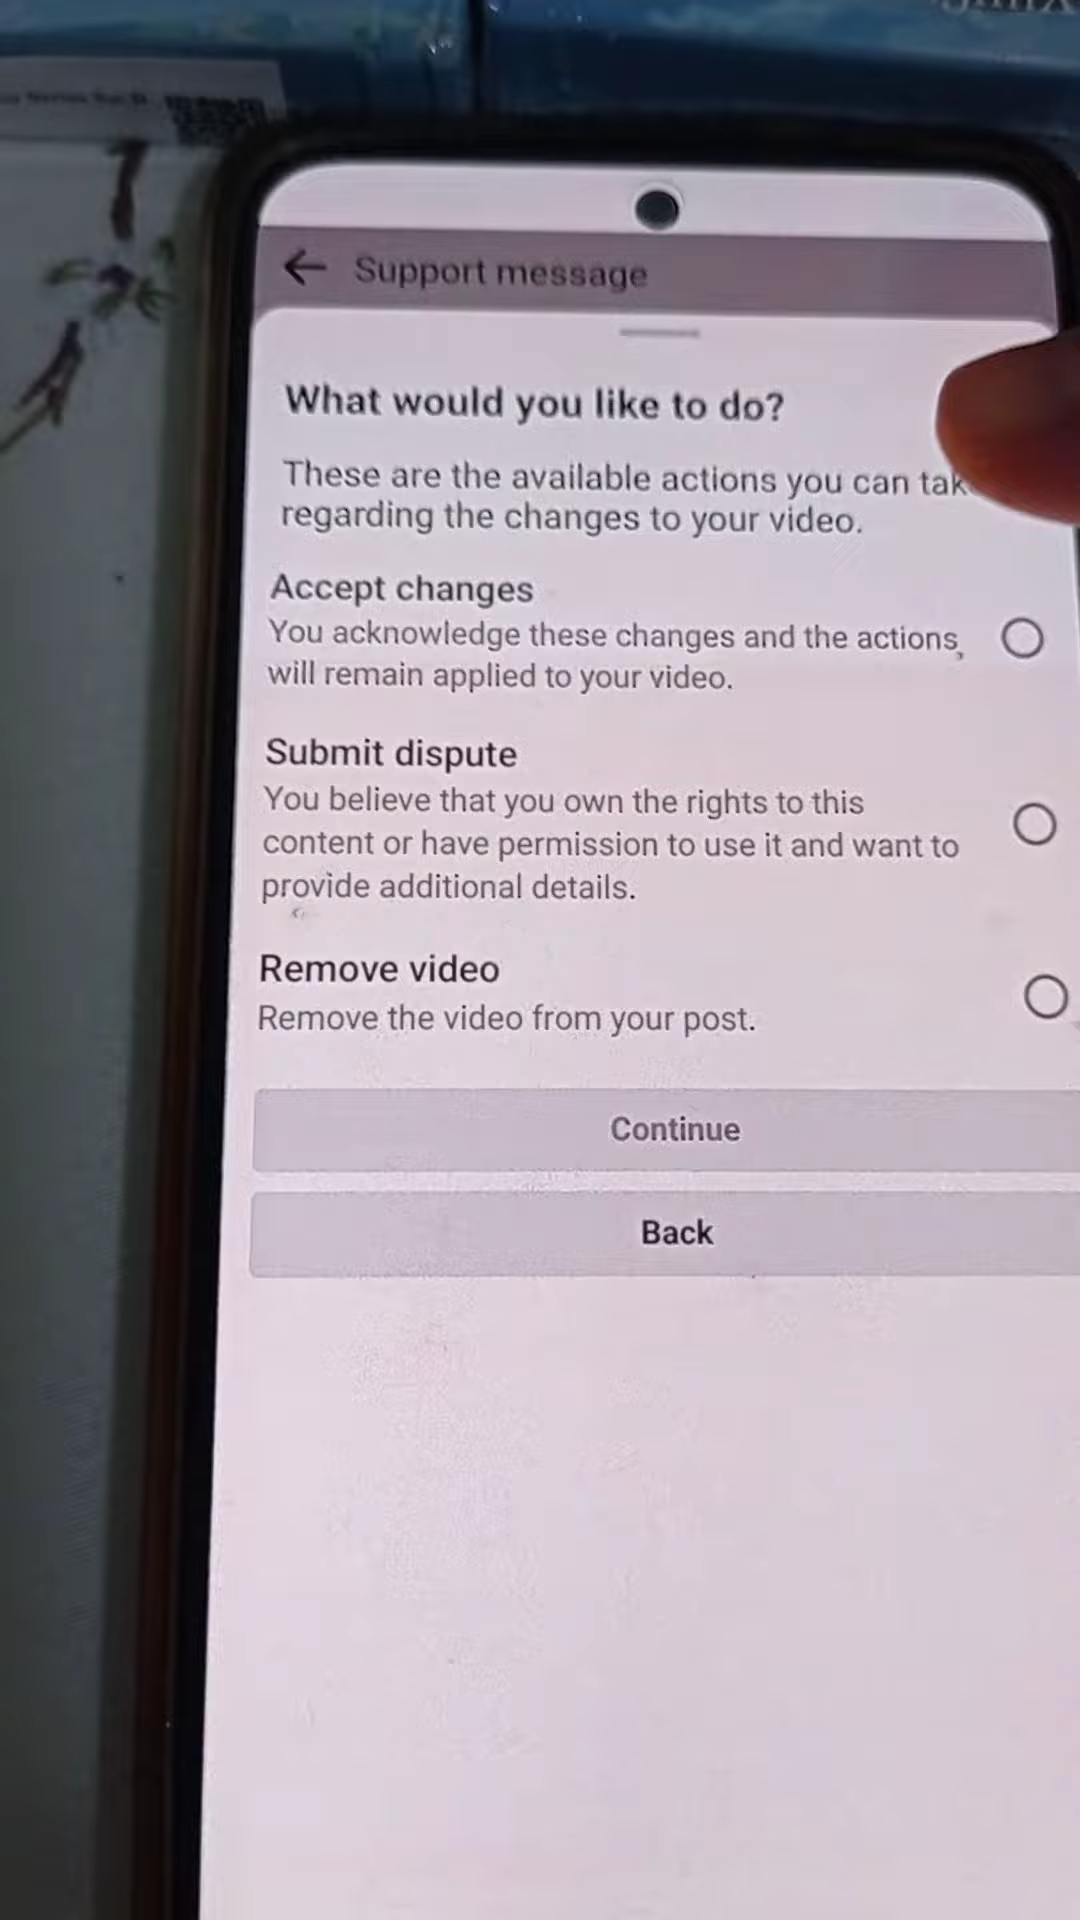 Support message
What would you like to do?
These are the available actions you can
regarding the changes to your video.
Accept changes
You acknowledge these changes and the actions
will remain applied to your video.
Submit dispute
You believe that you own the rights to this
content or have permission to use it and want to
provide additional details.
Remove video
Remove the video from your post.
Continue
Back